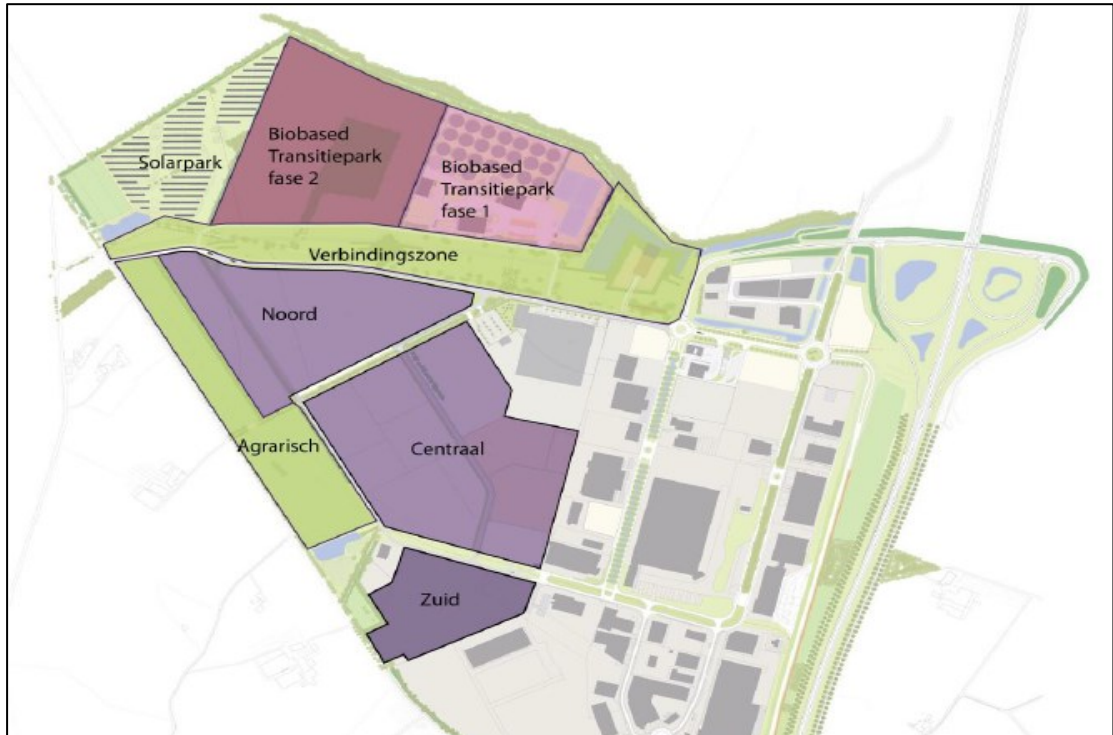 Biobased
Transitiepark
fase 2
Solarpark
Biobased
Transitiepark
fase 1
Verbindingszone
Noord
Agrarisch
Centraal
Zuid